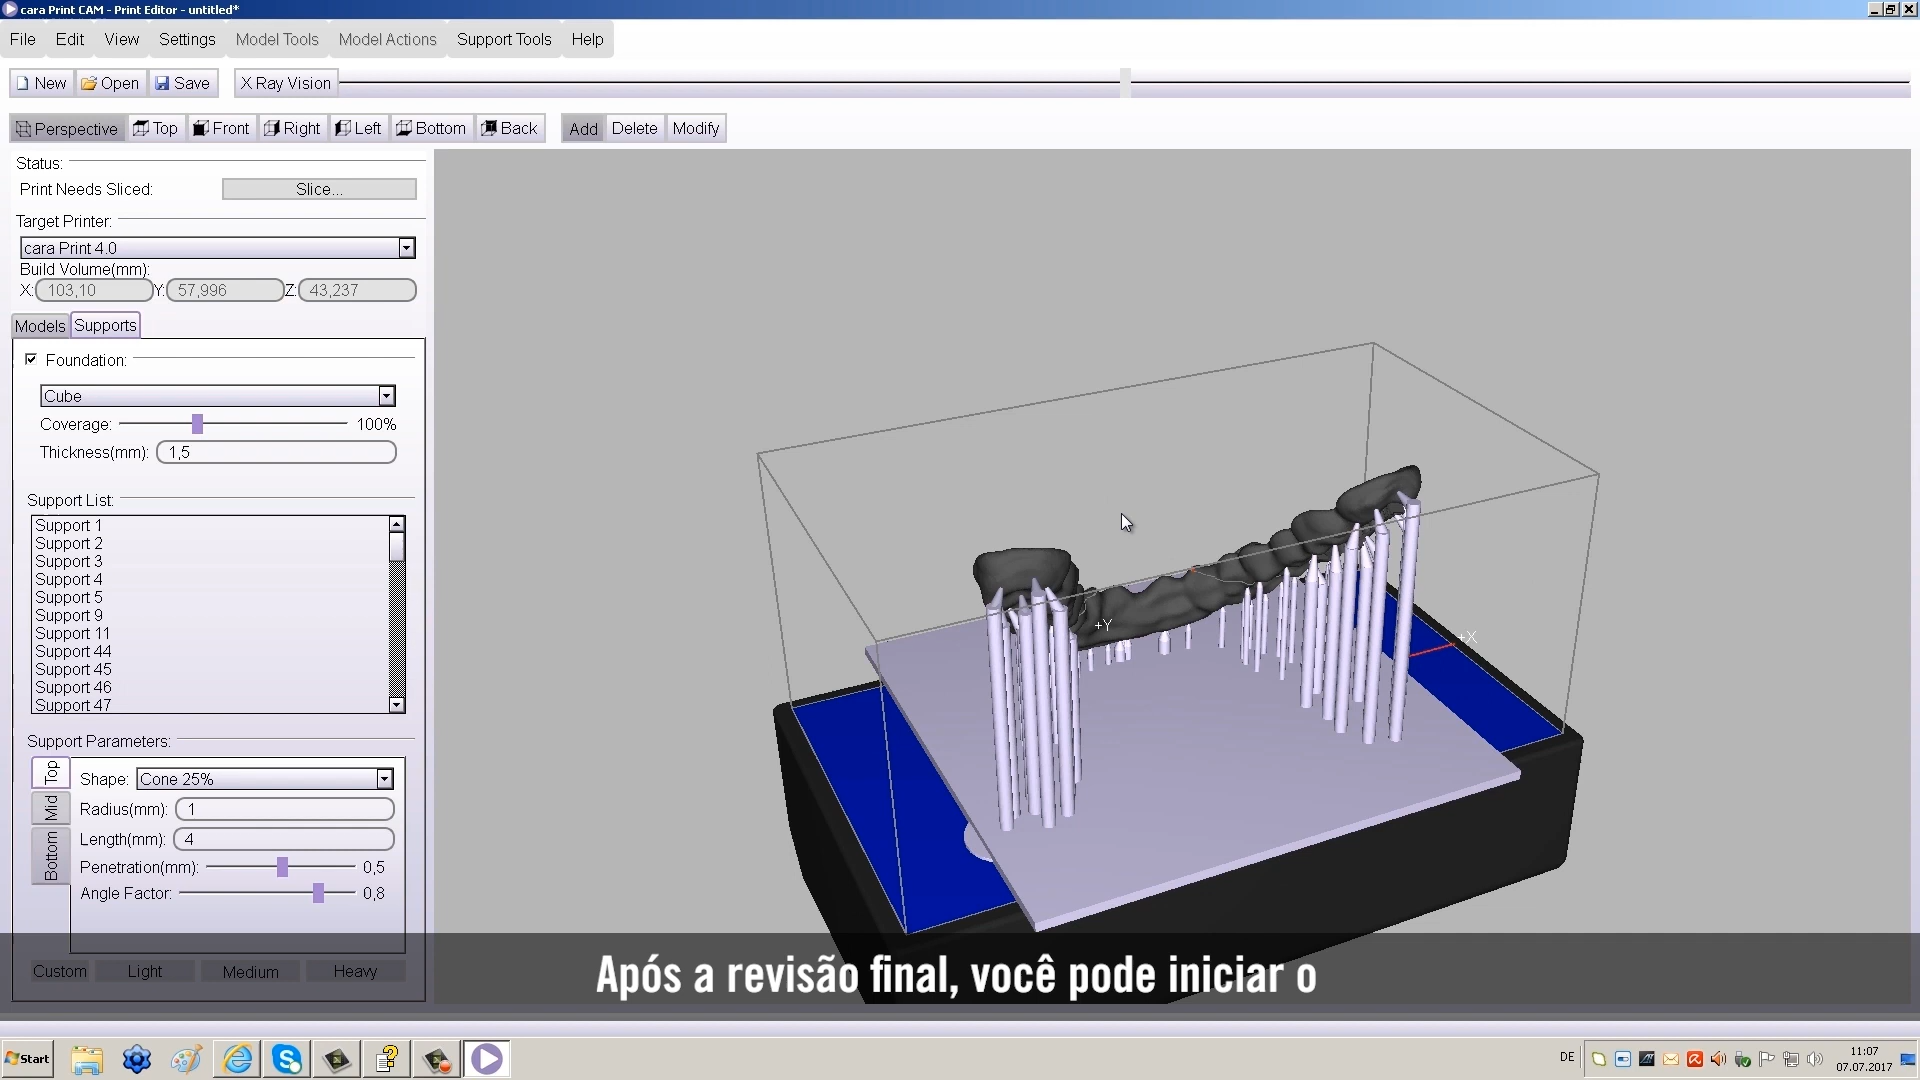 cara Print CAM - Print Editor - untitled*
File Edit View Settings Model Tools Model Actions Support Tools Help
New Open Save X Ray Vision
Perspective Top Front Right Left Bottom Back Add Delete Modify
Status:
Print Needs Sliced: Slice...
Target Printer:
cara Print 4.0
Build Volume(mm):
X: 103,10 Y: 57,996 Z: 43,237
Models Supports
Foundation:
Cube
Coverage: 100%
Thickness(mm): 1,5
Support List:
Support 1
Support 2
Support 3
Support 4
Support 5
Support 9
Support 11
Support 44
Support 45
Support 46
Support 47
Support Parameters:
Top
Mid
Bottom
Shape: Cone 25%
Radius(mm): 1
Length(mm): 4
Penetration(mm): 0,5
Angle Factor: 0,8
Custom Light Medium Heavy
+Y
+X
Após a revisão final, você pode iniciar o
Start
DE
11:07
07.07.2017